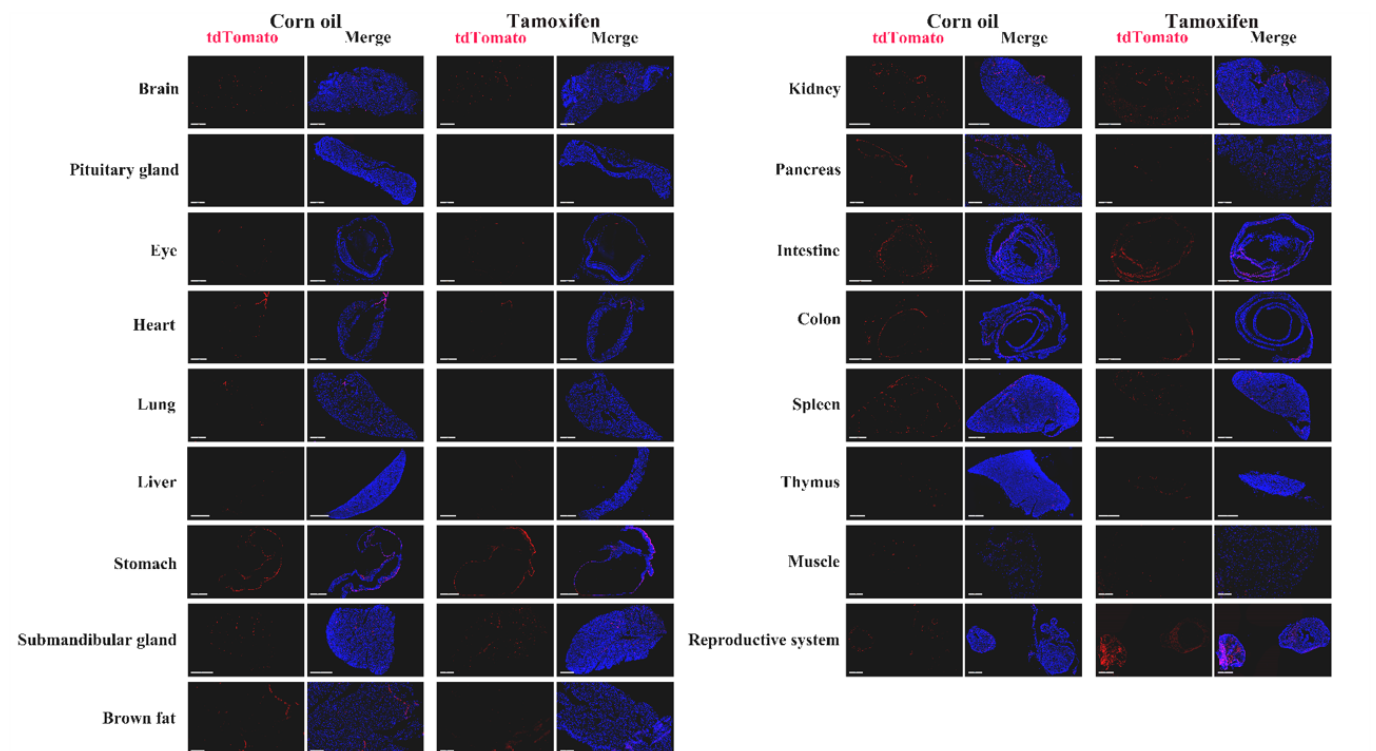 Corn oil Tamoxifen Corn oil Tamoxifen
tdTomato Merge tdTomato Merge tdTomato Merge tdTomato Merge
Brain Kidney
Pituitary gland Pancreas
Eye Intestine
Heart Colon
Lung Spleen
Liver Thymus
Stomach Muscle
Submandibular gland Reproductive system
Brown fat